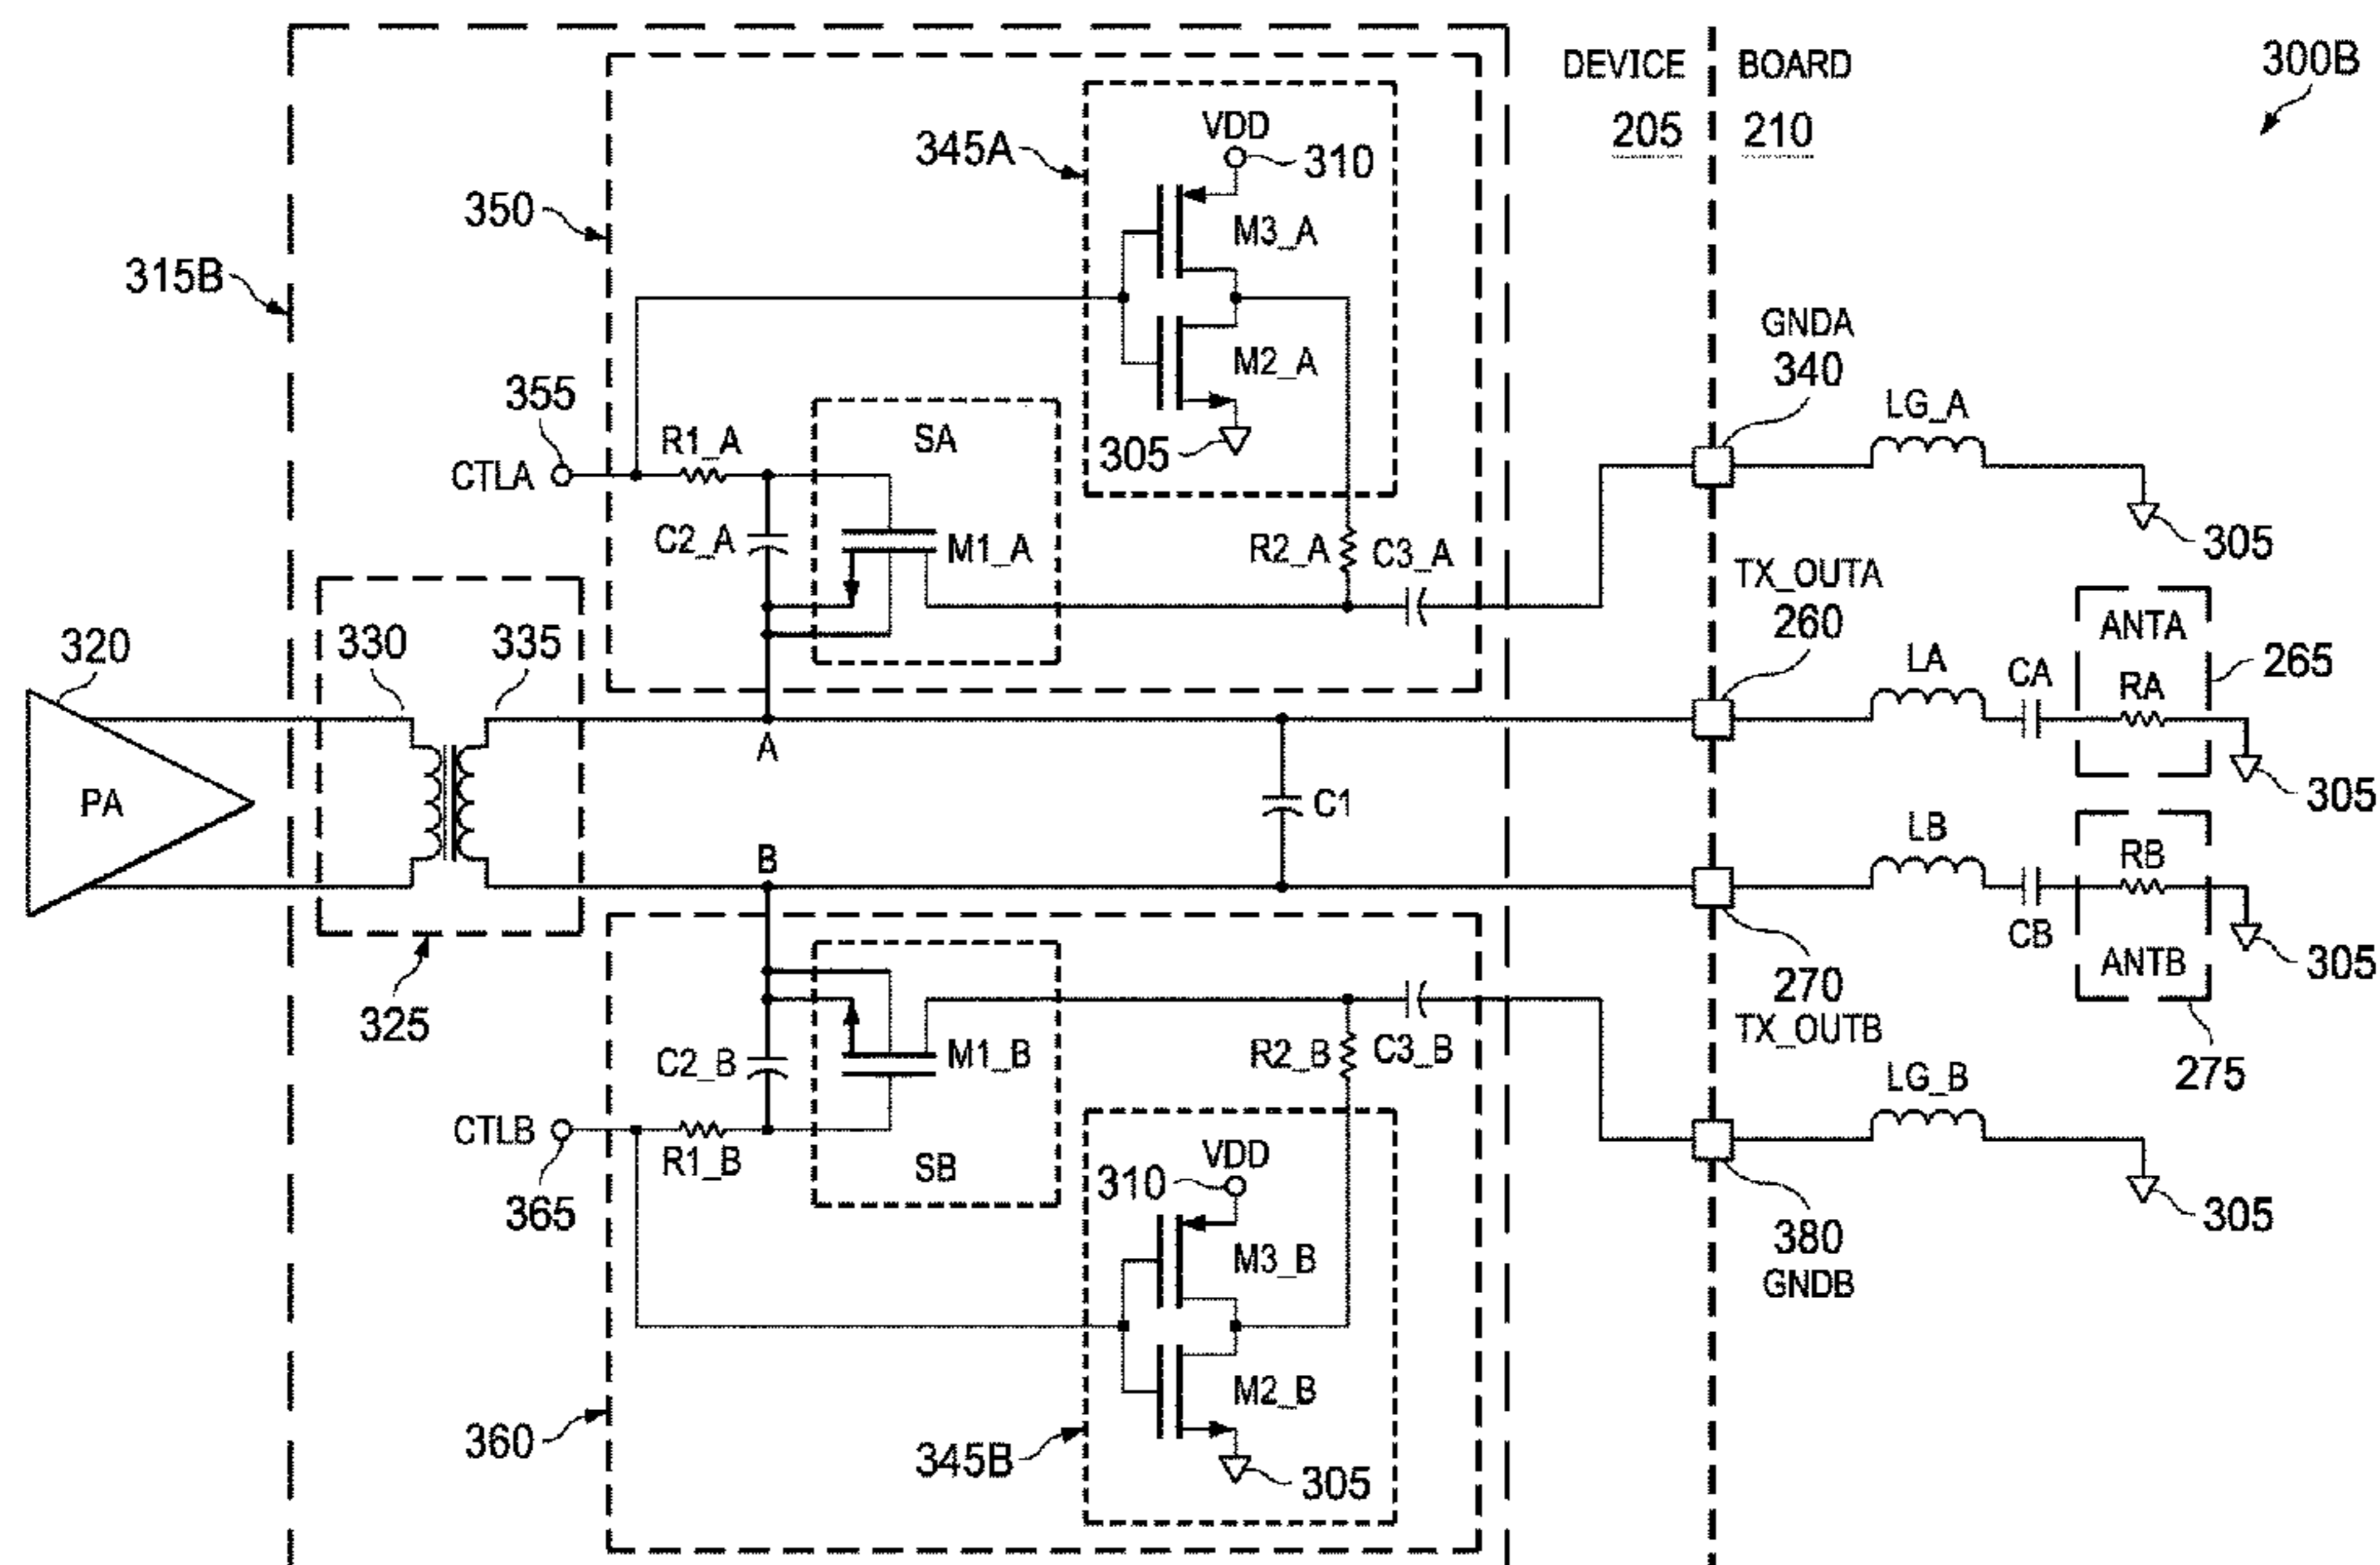 DEVICE
BOARD
300B
205
210
345A
VDD
310
M3_A
350
315B
M2_A
GNDA
340
355
LG_A
R1_A
SA
305
CTLA
C2_A
M1_A
R2_A
C3_A
305
TX_OUTA
260
ANTA
320
330
335
LA
CA
RA
265
PA
A
C1
305
B
LB
RB
CB
ANTB
305
325
270
TX_OUTB
C2_B
M1_B
R2_B
C3_B
275
LG_B
CTLB
R1_B
SB
VDD
310
365
305
380
GNDB
M3_B
M2_B
360
345B
305